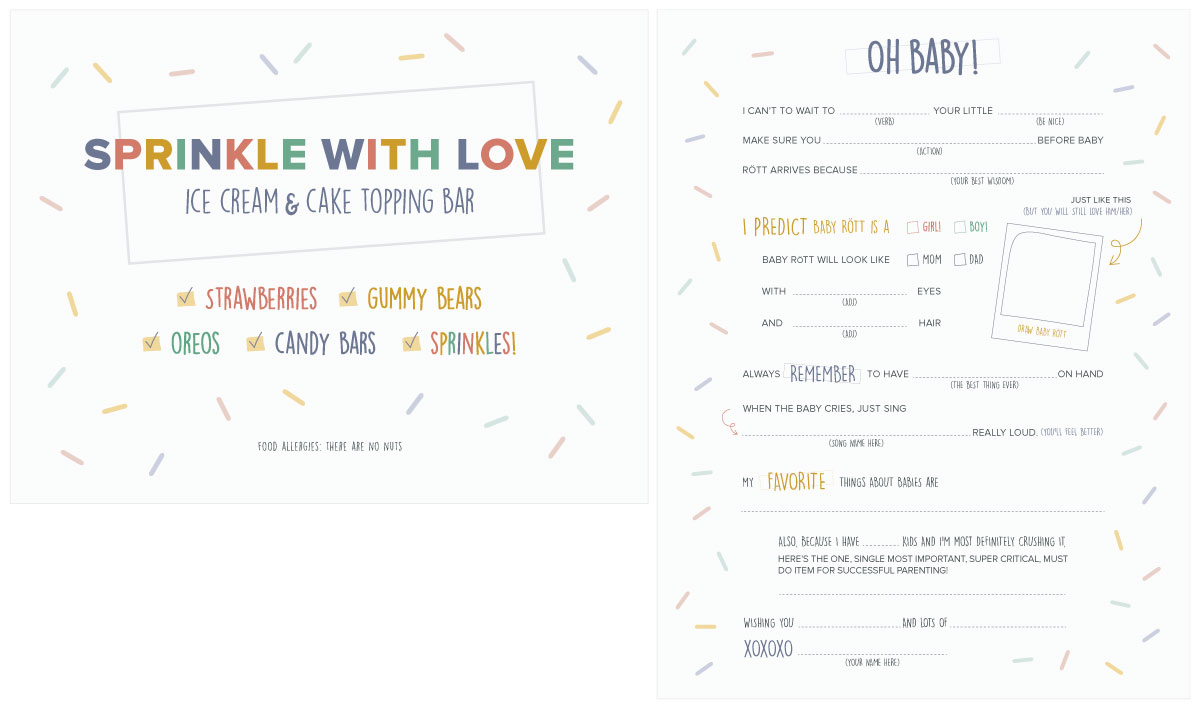 SPRINKLE WITH LOVE
ICE CREAM & CAKE TOPPING BAR
STRAWBERRIES GUMMY BEARS
OREOS CANDY BARS SPRINKLES!
FOOD ALLERGIES: THERE ARE NO NUTS
OH BABY!
I CAN'T TO WAIT TO YOUR LITTLE
(VERB) (BE NICE)
MAKE SURE YOU BEFORE BABY
(ACTION)
RÖTT ARRIVES BECAUSE
(YOUR BEST WISDOM)
JUST LIKE THIS
(BUT YOU WILL STILL LOVE HIM/HER)
I PREDICT BABY RÖTT IS A GIRL! BOY!
BABY RÖTT WILL LOOK LIKE MOM DAD
WITH EYES
(ADJ)
AND HAIR
(ADJ)
DRAW BABY RÖTT
ALWAYS REMEMBER TO HAVE ON HAND
(THE BEST THING EVER)
WHEN THE BABY CRIES, JUST SING
REALLY LOUD. (YOU'LL FEEL BETTER)
(SONG NAME HERE)
MY FAVORITE THINGS ABOUT BABIES ARE
ALSO, BECAUSE I HAVE KIDS AND I'M MOST DEFINITELY CRUSHING IT,
HERE'S THE ONE, SINGLE MOST IMPORTANT, SUPER CRITICAL, MUST
DO ITEM FOR SUCCESSFUL PARENTING!
WISHING YOU AND LOTS OF
XOXOXO
(YOUR NAME HERE)